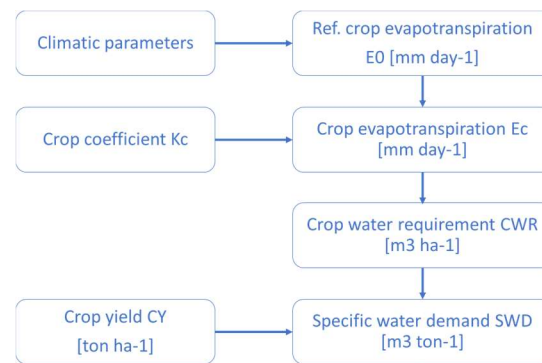 Climatic parameters
Ref. crop evapotranspiration
E0 [mm day-1]
Crop coefficient Kc
Crop evapotranspiration Ec
[mm day-1]
Crop water requirement CWR
[m3 ha-1]
Crop yield CY
[ton ha-1]
Specific water demand SWD
[m3 ton-1]